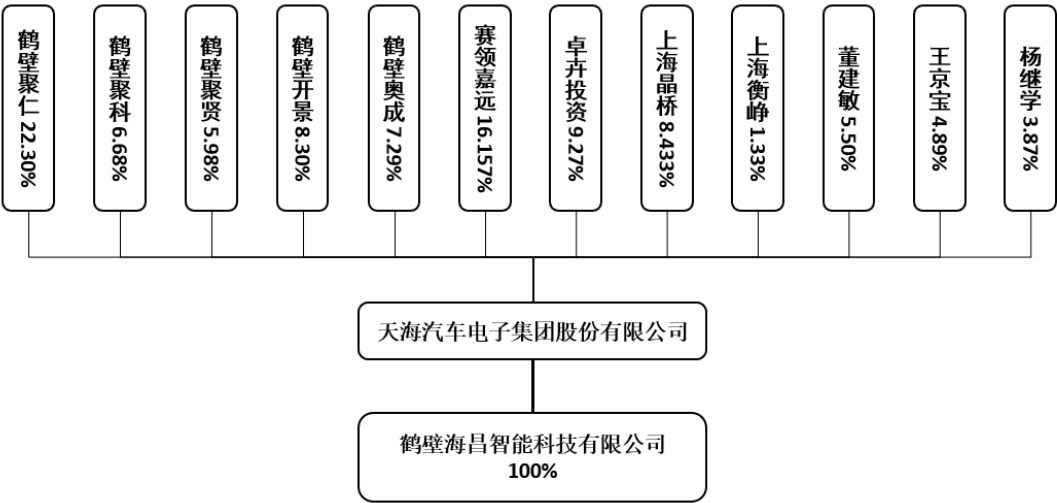 鹤壁聚仁 22.30%
鹤壁聚科 6.68%
鹤壁聚贤 5.98%
鹤壁开景 8.30%
鹤壁奥成 7.29%
赛领嘉远 16.157%
卓卉投资 9.27%
上海晶桥 8.433%
上海衡峥 1.33%
董建敏 5.50%
王京宝 4.89%
杨继学 3.87%
天海汽车电子集团股份有限公司
鹤壁海昌智能科技有限公司
100%